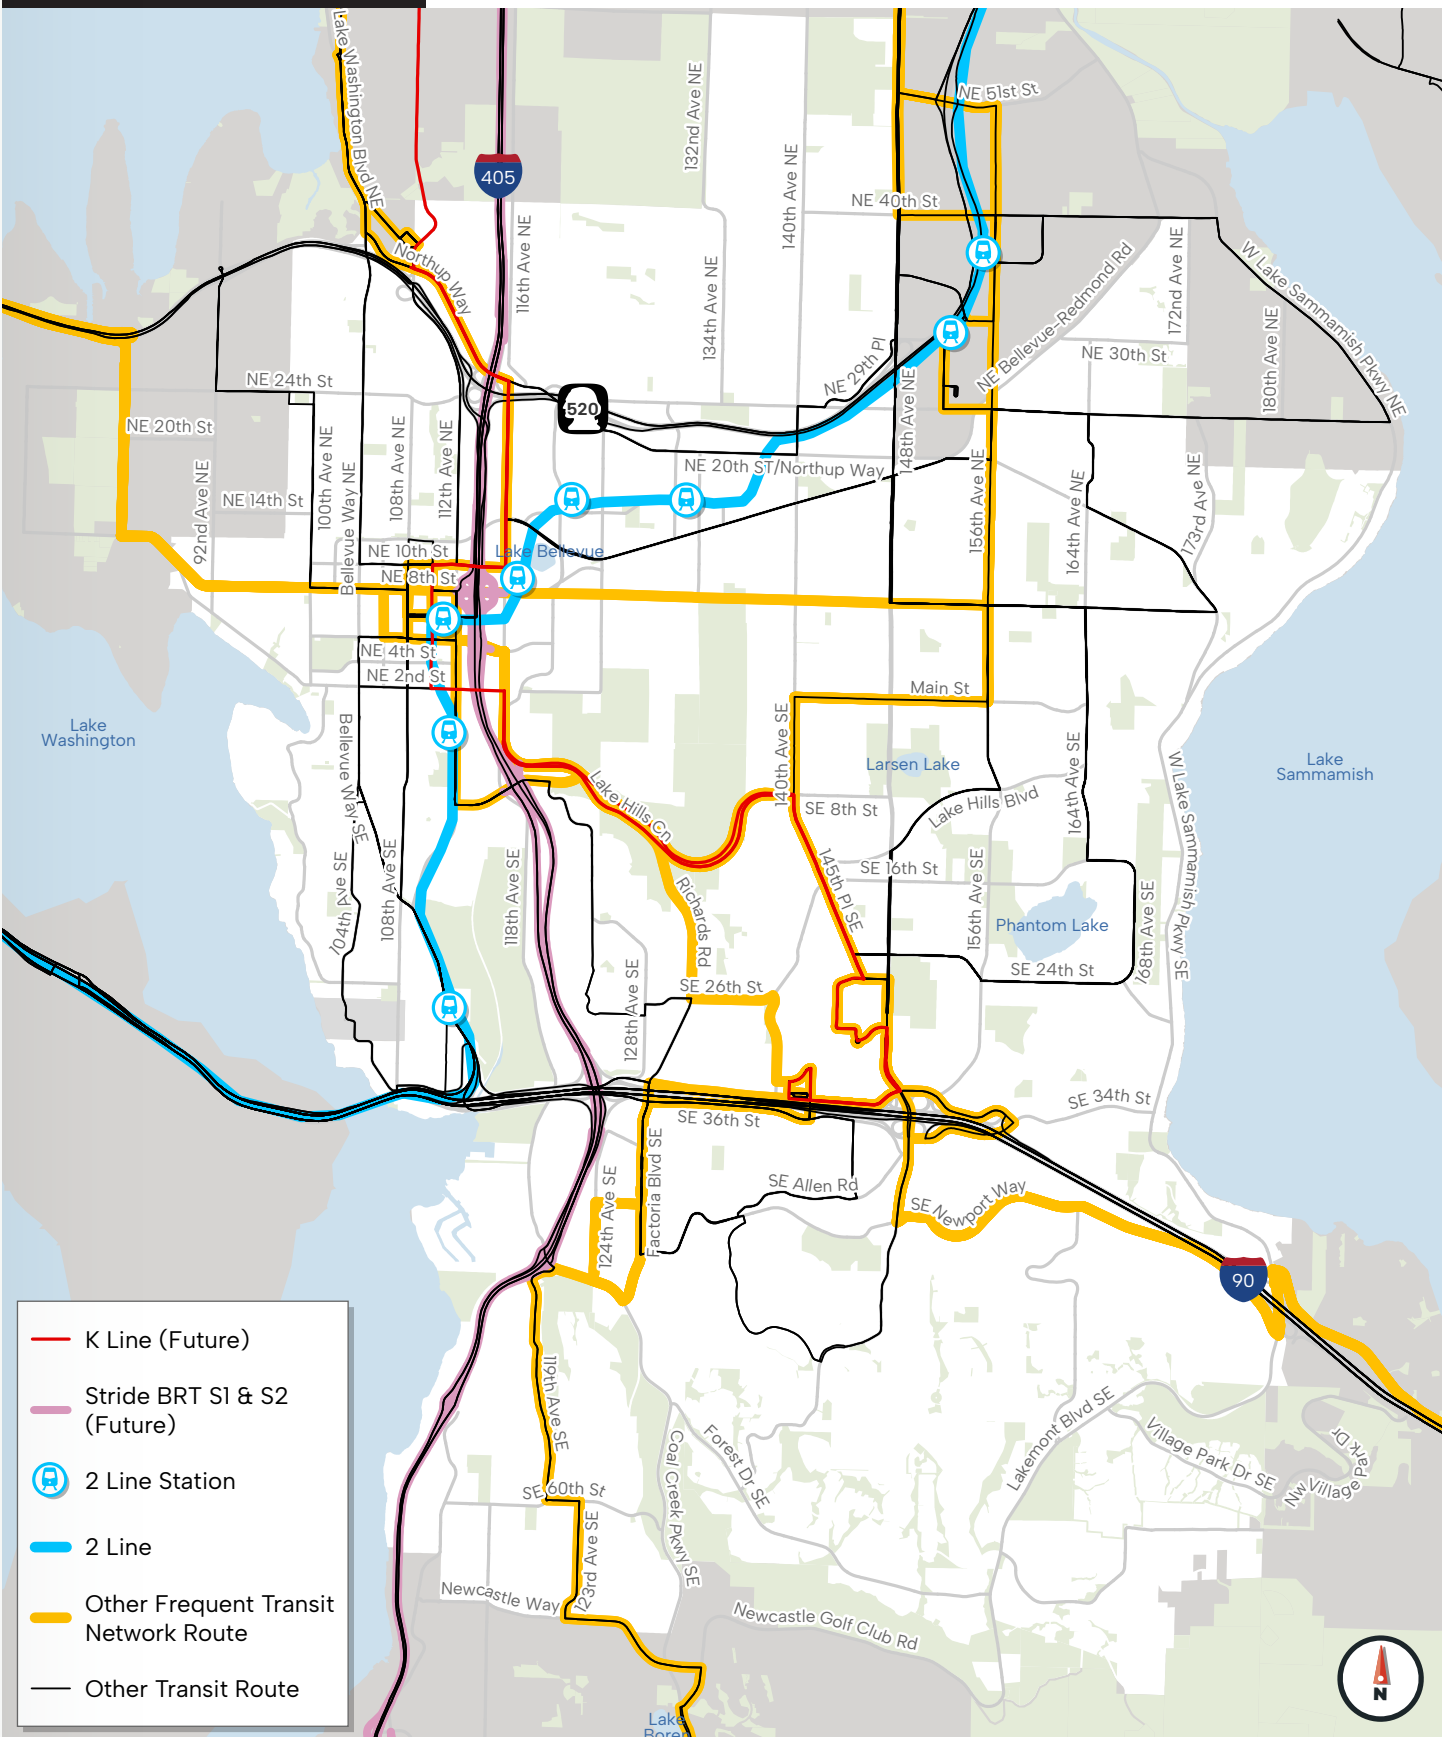 Lake Washington Blvd NE
NE 51st St
132nd Ave NE
405
140th Ave NE
NE 40th St
116th Ave NE
Northup Way
134th Ave NE
NE Bellevue-Redmond Rd
172nd Ave NE
W Lake Sammamish Pkwy NE
180th Ave NE
NE 30th St
NE 29th Pl
NE 24th St
148th Ave NE
520
NE 20th St
NE 20th ST/Northup Way
92nd Ave NE
NE 14th St
100th Ave NE
Bellevue Way NE
108th Ave NE
112th Ave NE
156th Ave NE
164th Ave NE
173rd Ave NE
NE 10th St
Lake Bellevue
NE 8th St
NE 4th St
NE 2nd St
Main St
Lake
Washington
Bellevue Way SE
140th Ave SE
Larsen Lake
164th Ave SE
W Lake Sammamish Pkwy SE
Lake
Sammamish
Lake Hills Cn
SE 8th St
Lake Hills Blvd
104th Ave SE
108th Ave SE
118th Ave SE
Richards Rd
145th Pl SE
SE 16th St
156th Ave SE
Phantom Lake
168th Ave SE
SE 24th St
128th Ave SE
SE 26th St
SE 34th St
SE 36th St
Factoria Blvd SE
124th Ave SE
SE Allen Rd
SE Newport Way
90
K Line (Future)
Stride BRT S1 & S2
(Future)
2 Line Station
2 Line
Other Frequent Transit
Network Route
Other Transit Route
119th Ave SE
Coal Creek Pkwy SE
Forest Dr SE
Lakemont Blvd SE
Village Park Dr SE
NW Village Park Dr
SE 60th St
123rd Ave SE
Newcastle Way
Newcastle Golf Club Rd
Lake
Boren
N